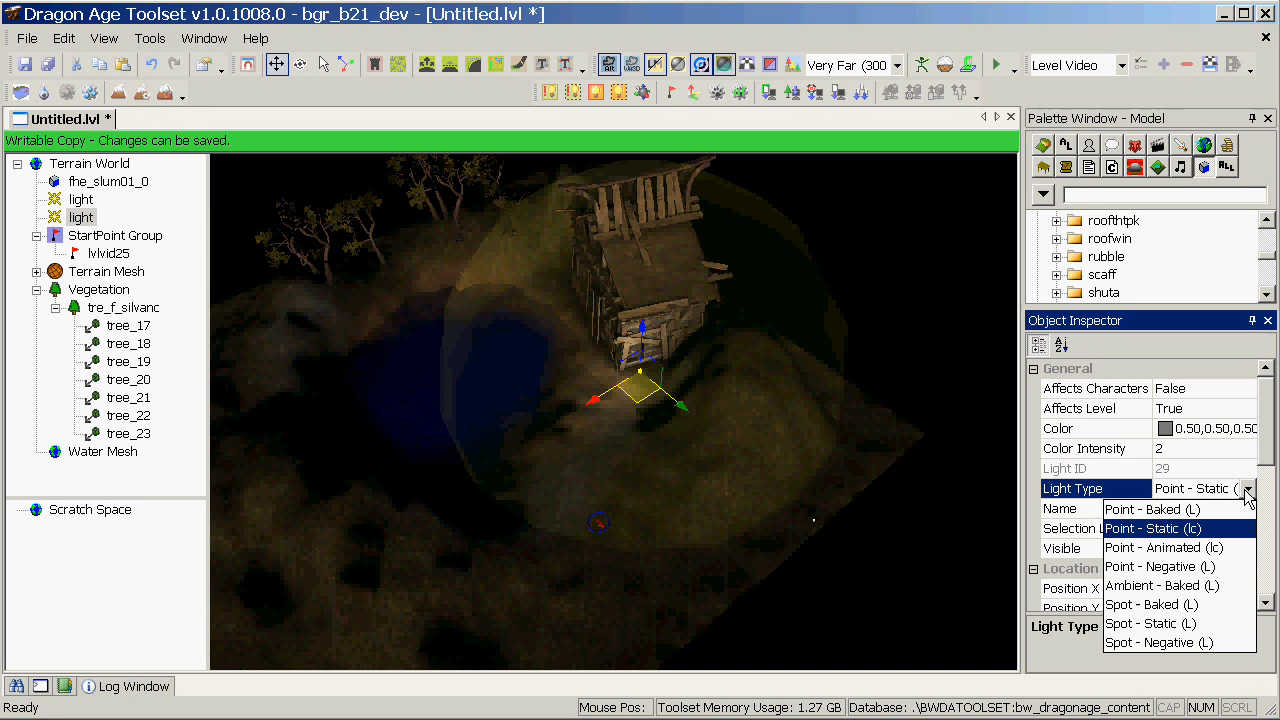 Dragon Age Toolset v1.0.1008.0 - bgr_b21_dev - [Untitled.lvl *]
File Edit View Tools Window Help
Very Far (300
Level Video
Untitled.lvl *
Writable Copy - Changes can be saved.
Terrain World
fhe_slum01_0
light
light
StartPoint Group
lvlvid25
Terrain Mesh
Vegetation
tre_f_silvanc
tree_17
tree_18
tree_19
tree_20
tree_21
tree_22
tree_23
Water Mesh
Scratch Space
Palette Window - Model
roofthtpk
roofwin
rubble
scaff
shuta
Object Inspector
General
Affects Characters False
Affects Level True
Color 0.50,0.50,0.50
Color Intensity 2
Light ID 29
Light Type Point - Static (
Name
Selection L
Visible
Location
Position X
Position Y
Point - Baked (L)
Point - Static (lc)
Point - Animated (lc)
Point - Negative (L)
Ambient - Baked (L)
Spot - Baked (L)
Spot - Static (L)
Spot - Negative (L)
Light Type
Log Window
Ready
Mouse Pos:
Toolset Memory Usage: 1.27 GB
Database: .\BWDATOOLSET:bw_dragonage_content
CAP NUM SCRL